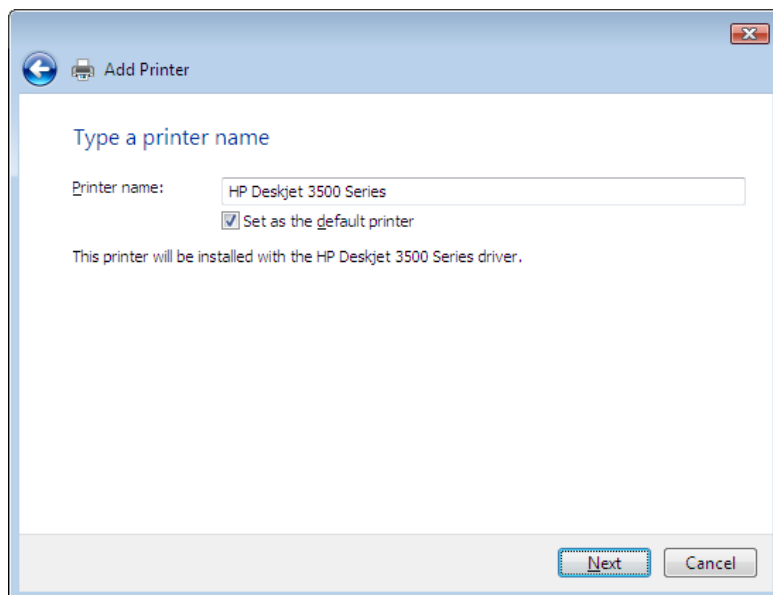 Add Printer
Type a printer name
Printer name: HP Deskjet 3500 Series
Set as the default printer
This printer will be installed with the HP Deskjet 3500 Series driver.
Next Cancel